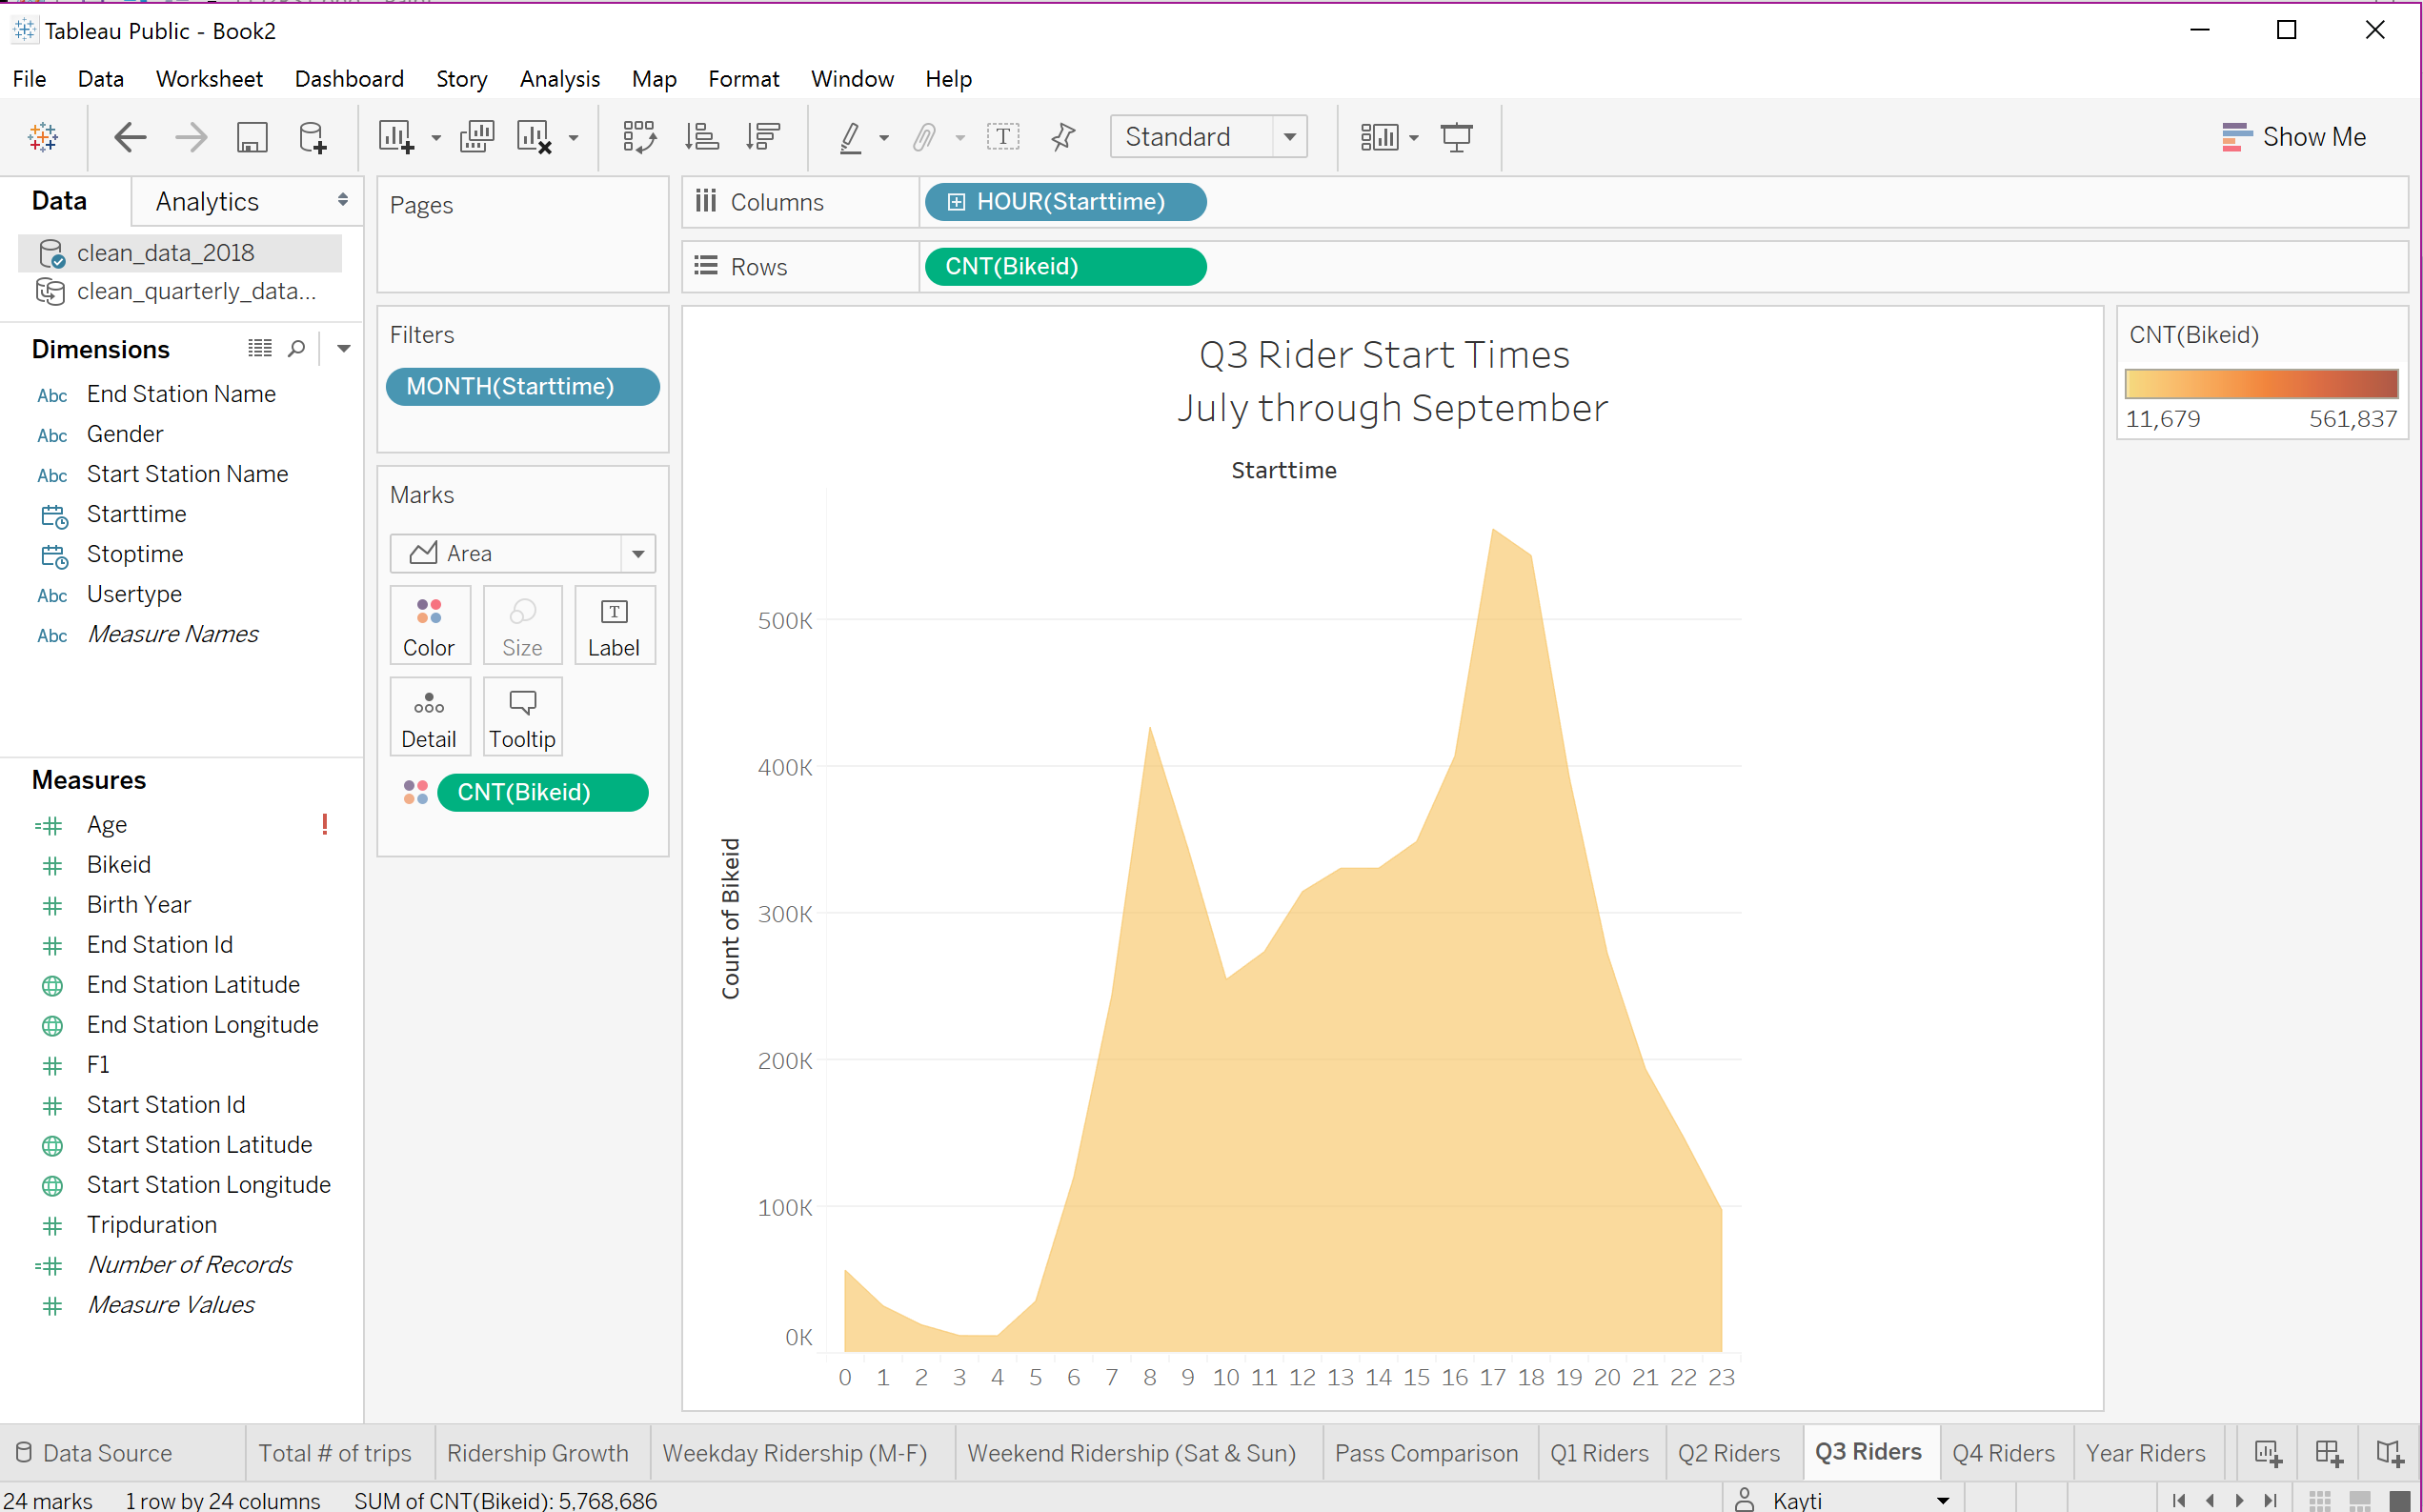 Tableau Public - Book2
File Data Worksheet Dashboard Story Analysis Map Format Window Help
Standard
Show Me
Data Analytics
clean_data_2018
clean_quarterly_data...
Dimensions
Abc End Station Name
Abc Gender
Abc Start Station Name
Starttime
Stoptime
Abc Usertype
Abc Measure Names
Measures
=# Age !
# Bikeid
# Birth Year
# End Station Id
End Station Latitude
End Station Longitude
# F1
# Start Station Id
Start Station Latitude
Start Station Longitude
# Tripduration
=# Number of Records
# Measure Values
Pages
Filters
MONTH(Starttime)
Marks
Area
Color Size Label
Detail Tooltip
CNT(Bikeid)
Columns HOUR(Starttime)
Rows CNT(Bikeid)
Q3 Rider Start Times
July through September
Starttime
Count of Bikeid
500K
400K
300K
200K
100K
0K
0 1 2 3 4 5 6 7 8 9 10 11 12 13 14 15 16 17 18 19 20 21 22 23
CNT(Bikeid)
11,679 561,837
Data Source Total # of trips Ridership Growth Weekday Ridership (M-F) Weekend Ridership (Sat & Sun) Pass Comparison Q1 Riders Q2 Riders Q3 Riders Q4 Riders Year Riders
24 marks 1 row by 24 columns SUM of CNT(Bikeid): 5,768,686 Kayti